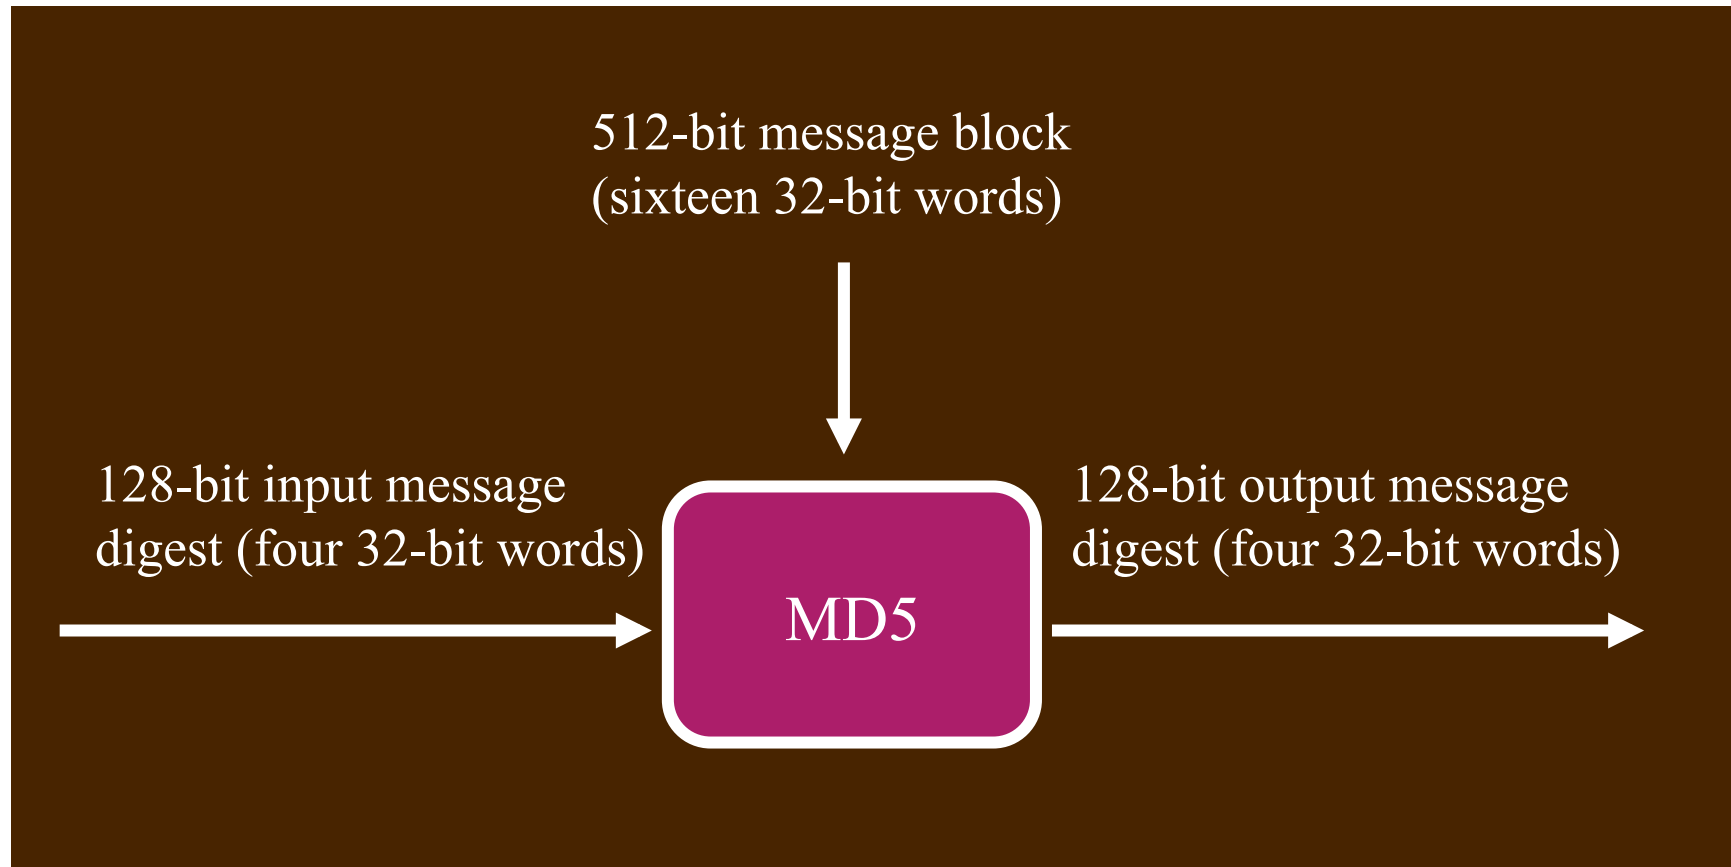 512-bit message block
(sixteen 32-bit words)
128-bit input message
digest (four 32-bit words)
MD5
128-bit output message
digest (four 32-bit words)